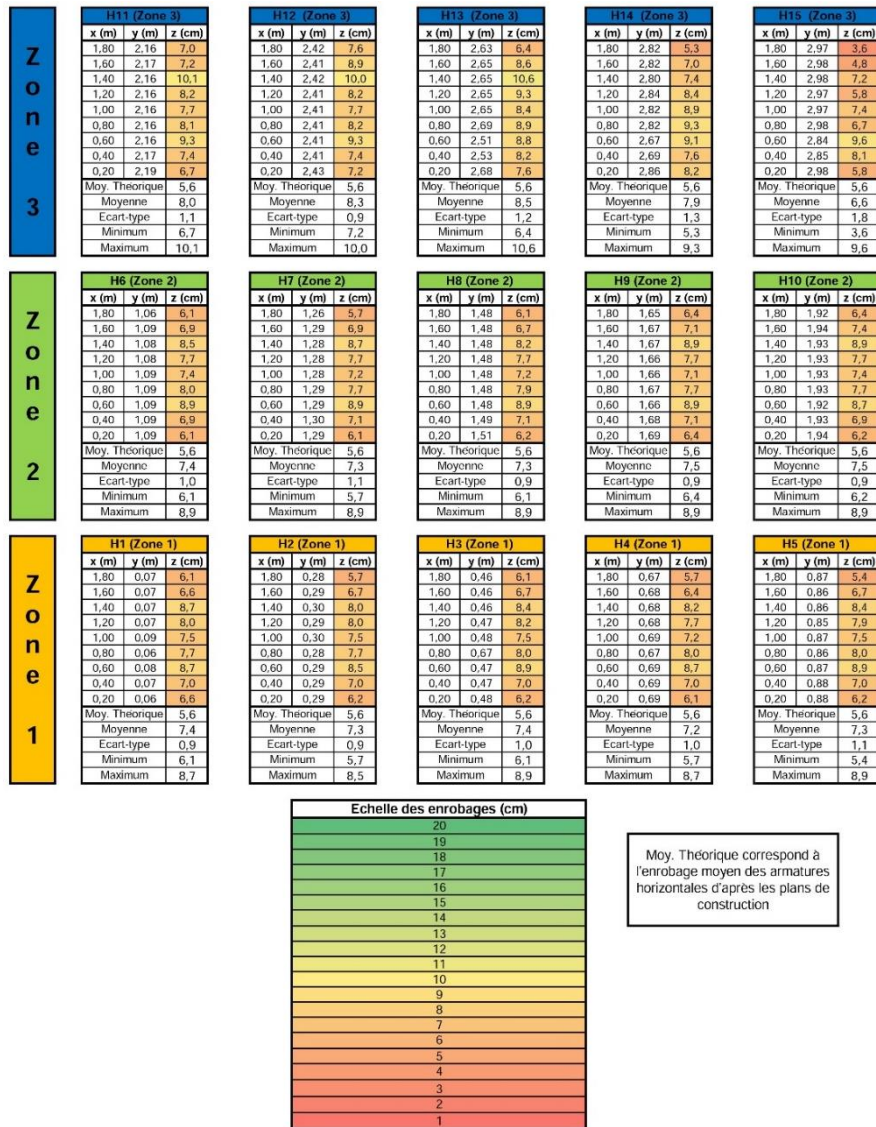 Zone 3
H11 (Zone 3)
x (m) y (m) z (cm)
1,80 2,16 7,0
1,60 2,17 7,2
1,40 2,16 10,1
1,20 2,16 8,2
1,00 2,16 7,7
0,80 2,16 8,1
0,60 2,16 9,3
0,40 2,17 7,4
0,20 2,19 6,7
Moy. Théorique 5,6
Moyenne 8,0
Ecart-type 1,1
Minimum 6,7
Maximum 10,1
H12 (Zone 3)
x (m) y (m) z (cm)
1,80 2,42 7,6
1,60 2,41 8,9
1,40 2,42 10,0
1,20 2,41 8,2
1,00 2,41 7,7
0,80 2,41 8,2
0,60 2,41 9,3
0,40 2,41 7,4
0,20 2,43 7,2
Moy. Théorique 5,6
Moyenne 8,3
Ecart-type 0,9
Minimum 7,2
Maximum 10,0
H13 (Zone 3)
x (m) y (m) z (cm)
1,80 2,63 6,4
1,60 2,65 8,6
1,40 2,65 10,6
1,20 2,65 9,3
1,00 2,65 8,4
0,80 2,69 8,9
0,60 2,51 8,8
0,40 2,53 8,2
0,20 2,68 7,6
Moy. Théorique 5,6
Moyenne 8,5
Ecart-type 1,2
Minimum 6,4
Maximum 10,6
H14 (Zone 3)
x (m) y (m) z (cm)
1,80 2,82 5,3
1,60 2,82 7,0
1,40 2,80 7,4
1,20 2,84 8,4
1,00 2,82 8,9
0,80 2,82 9,3
0,60 2,67 9,1
0,40 2,69 7,6
0,20 2,86 8,2
Moy. Théorique 5,6
Moyenne 7,9
Ecart-type 1,3
Minimum 5,3
Maximum 9,3
H15 (Zone 3)
x (m) y (m) z (cm)
1,80 2,97 3,6
1,60 2,98 4,8
1,40 2,98 7,2
1,20 2,97 5,8
1,00 2,97 7,4
0,80 2,98 6,7
0,60 2,84 9,6
0,40 2,85 8,1
0,20 2,98 5,8
Moy. Théorique 5,6
Moyenne 6,6
Ecart-type 1,8
Minimum 3,6
Maximum 9,6
Zone 2
H6 (Zone 2)
x (m) y (m) z (cm)
1,80 1,06 6,1
1,60 1,09 6,9
1,40 1,08 8,5
1,20 1,08 7,7
1,00 1,09 7,4
0,80 1,09 8,0
0,60 1,09 8,9
0,40 1,09 6,9
0,20 1,09 6,1
Moy. Théorique 5,6
Moyenne 7,4
Ecart-type 1,0
Minimum 6,1
Maximum 8,9
H7 (Zone 2)
x (m) y (m) z (cm)
1,80 1,26 5,7
1,60 1,29 6,9
1,40 1,28 8,7
1,20 1,28 7,7
1,00 1,28 7,2
0,80 1,29 7,7
0,60 1,29 8,9
0,40 1,30 7,1
0,20 1,29 6,1
Moy. Théorique 5,6
Moyenne 7,3
Ecart-type 1,1
Minimum 5,7
Maximum 8,9
H8 (Zone 2)
x (m) y (m) z (cm)
1,80 1,48 6,1
1,60 1,48 6,7
1,40 1,48 8,2
1,20 1,48 7,7
1,00 1,48 7,2
0,80 1,48 7,9
0,60 1,48 8,9
0,40 1,49 7,1
0,20 1,51 6,2
Moy. Théorique 5,6
Moyenne 7,3
Ecart-type 0,9
Minimum 6,1
Maximum 8,9
H9 (Zone 2)
x (m) y (m) z (cm)
1,80 1,65 6,4
1,60 1,67 7,1
1,40 1,67 8,9
1,20 1,66 7,7
1,00 1,66 7,1
0,80 1,67 7,7
0,60 1,66 8,9
0,40 1,68 7,1
0,20 1,69 6,4
Moy. Théorique 5,6
Moyenne 7,5
Ecart-type 0,9
Minimum 6,4
Maximum 8,9
H10 (Zone 2)
x (m) y (m) z (cm)
1,80 1,92 6,4
1,60 1,94 7,4
1,40 1,93 8,9
1,20 1,93 7,7
1,00 1,93 7,4
0,80 1,93 7,7
0,60 1,92 8,7
0,40 1,93 6,9
0,20 1,94 6,2
Moy. Théorique 5,6
Moyenne 7,5
Ecart-type 0,9
Minimum 6,2
Maximum 8,9
Zone 1
H1 (Zone 1)
x (m) y (m) z (cm)
1,80 0,07 6,1
1,60 0,07 6,6
1,40 0,07 8,7
1,20 0,07 8,0
1,00 0,09 7,5
0,80 0,06 7,7
0,60 0,08 8,7
0,40 0,07 7,0
0,20 0,06 6,6
Moy. Théorique 5,6
Moyenne 7,4
Ecart-type 0,9
Minimum 6,1
Maximum 8,7
H2 (Zone 1)
x (m) y (m) z (cm)
1,80 0,28 5,7
1,60 0,29 6,7
1,40 0,30 8,0
1,20 0,29 8,0
1,00 0,30 7,5
0,80 0,28 7,7
0,60 0,29 8,5
0,40 0,29 7,0
0,20 0,29 6,2
Moy. Théorique 5,6
Moyenne 7,3
Ecart-type 0,9
Minimum 5,7
Maximum 8,5
H3 (Zone 1)
x (m) y (m) z (cm)
1,80 0,46 6,1
1,60 0,46 6,7
1,40 0,46 8,4
1,20 0,47 8,2
1,00 0,48 7,5
0,80 0,67 8,0
0,60 0,47 8,9
0,40 0,47 7,0
0,20 0,48 6,2
Moy. Théorique 5,6
Moyenne 7,4
Ecart-type 1,0
Minimum 6,1
Maximum 8,9
H4 (Zone 1)
x (m) y (m) z (cm)
1,80 0,67 5,7
1,60 0,68 6,4
1,40 0,68 8,2
1,20 0,68 7,7
1,00 0,69 7,2
0,80 0,67 8,0
0,60 0,69 8,7
0,40 0,69 7,0
0,20 0,69 6,1
Moy. Théorique 5,6
Moyenne 7,2
Ecart-type 1,0
Minimum 5,7
Maximum 8,7
H5 (Zone 1)
x (m) y (m) z (cm)
1,80 0,87 5,4
1,60 0,86 6,7
1,40 0,86 8,4
1,20 0,85 7,9
1,00 0,87 7,5
0,80 0,86 8,0
0,60 0,87 8,9
0,40 0,88 7,0
0,20 0,88 6,2
Moy. Théorique 5,6
Moyenne 7,3
Ecart-type 1,1
Minimum 5,4
Maximum 8,9
Echelle des enrobages (cm)
20
19
18
17
16
15
14
13
12
11
10
9
8
7
6
5
4
3
2
1
Moy. Théorique correspond à
l'enrobage moyen des armatures
horizontales d'après les plans de
construction